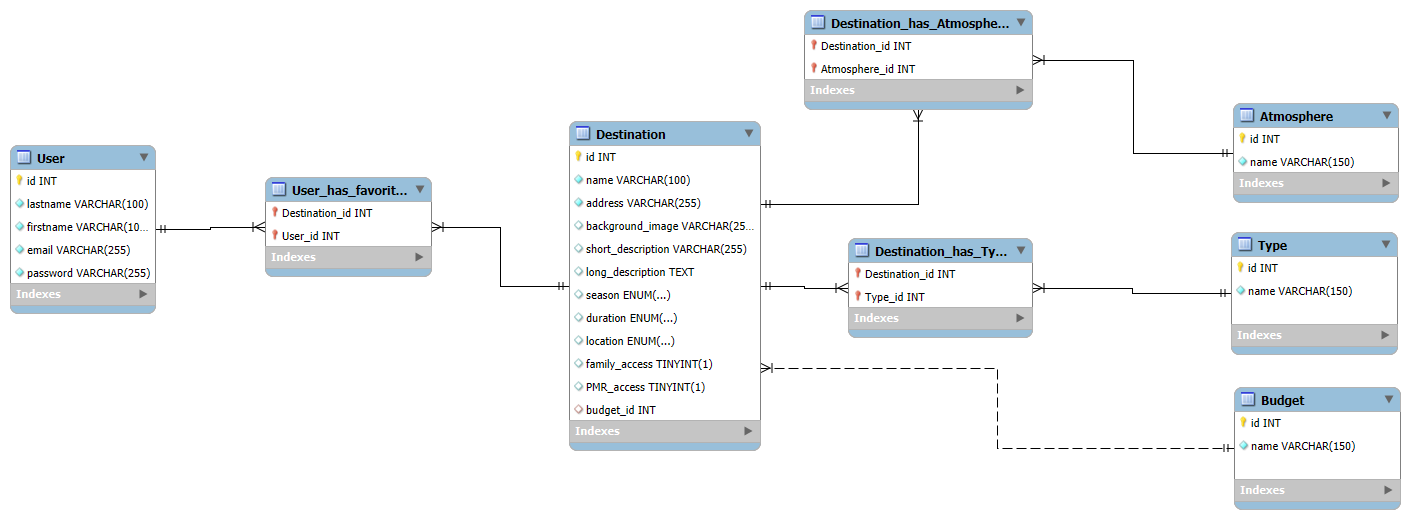 User
id INT
lastname VARCHAR(100)
firstname VARCHAR(10...
email VARCHAR(255)
password VARCHAR(255)
Indexes
User_has_favorit...
Destination_id INT
User_id INT
Indexes
Destination
id INT
name VARCHAR(100)
address VARCHAR(255)
background_image VARCHAR(25...
short_description VARCHAR(255)
long_description TEXT
season ENUM(...)
duration ENUM(...)
location ENUM(...)
family_access TINYINT(1)
PMR_access TINYINT(1)
budget_id INT
Indexes
Destination_has_Atmosphe...
Destination_id INT
Atmosphere_id INT
Indexes
Destination_has_Ty...
Destination_id INT
Type_id INT
Indexes
Atmosphere
id INT
name VARCHAR(150)
Indexes
Type
id INT
name VARCHAR(150)
Indexes
Budget
id INT
name VARCHAR(150)
Indexes